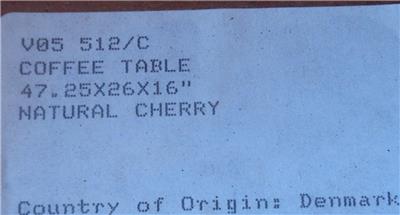 V05 512/C
COFFEE TABLE
47.25X26X16"
NATURAL CHERRY
Country of Origin: Denmark